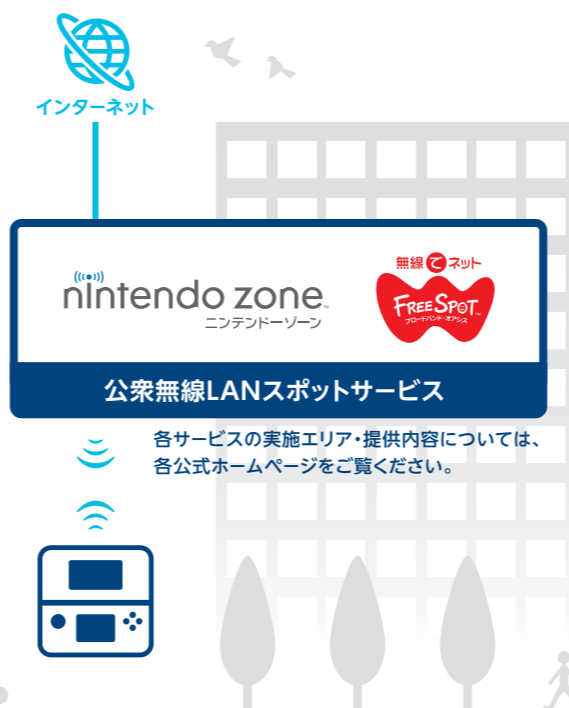 インターネット
nintendo zone™
ニンテンドーゾーン
無線でネット
FREESPOT™
ブロードバンド・オアシス
公衆無線LANスポットサービス
各サービスの実施エリア・提供内容については、
各公式ホームページをご覧ください。